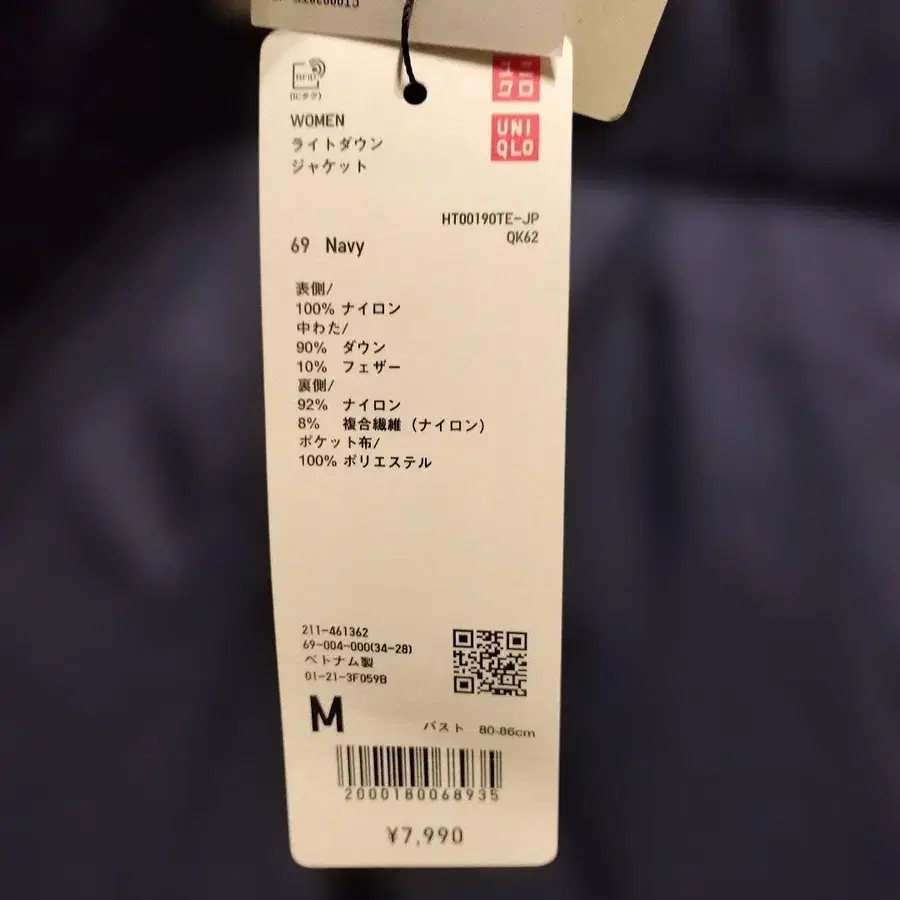 RFID
(ICタグ)
ユニ
クロ
UNI
QLO
WOMEN
ライトダウン
ジャケット
HT00190TE-JP
QK62
69 Navy
表側/
100% ナイロン
中わた/
90% ダウン
10% フェザー
裏側/
92% ナイロン
8% 複合繊維 (ナイロン)
ポケット布/
100% ポリエステル
211-461362
69-004-000(34-28)
ベトナム製
01-21-3F059B
M
バスト 80-86cm
2000180068935
¥7,990